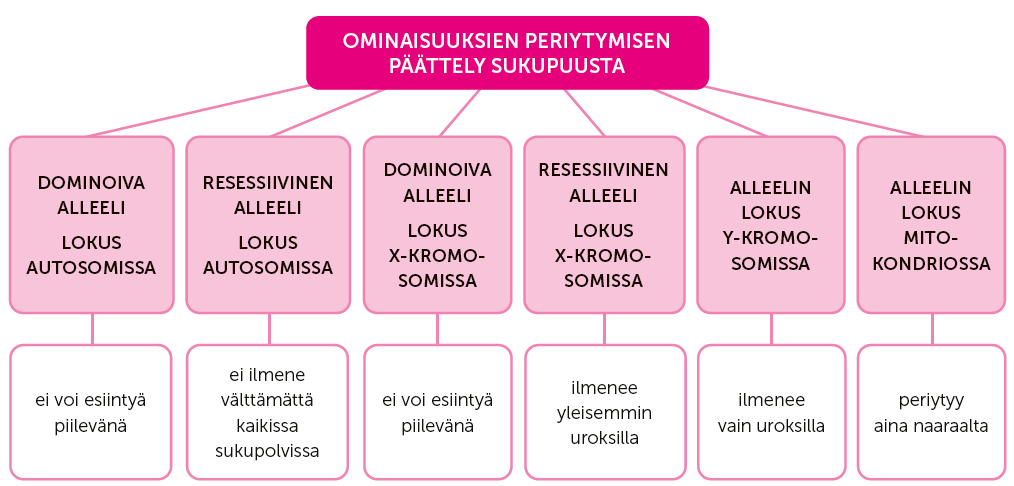 OMINAISUUKSIEN PERIYTYMISEN
PÄÄTTELY SUKUPUUSTA
DOMINOIVA
ALLEELI
LOKUS
AUTOSOMISSA
RESESSIIVINEN
ALLEELI
LOKUS
AUTOSOMISSA
DOMINOIVA
ALLEELI
LOKUS
X-KROMO-
SOMISSA
RESESSIIVINEN
ALLEELI
LOKUS
X-KROMO-
SOMISSA
ALLEELIN
LOKUS
Y-KROMO-
SOMISSA
ALLEELIN
LOKUS
MITO-
KONDRIOSSA
ei voi esiintyä
piilevänä
ei ilmene
välttämättä
kaikissa
sukupolvissa
ei voi esiintyä
piilevänä
ilmenee
yleisemmin
uroksilla
ilmenee
vain uroksilla
periytyy
aina naaraalta